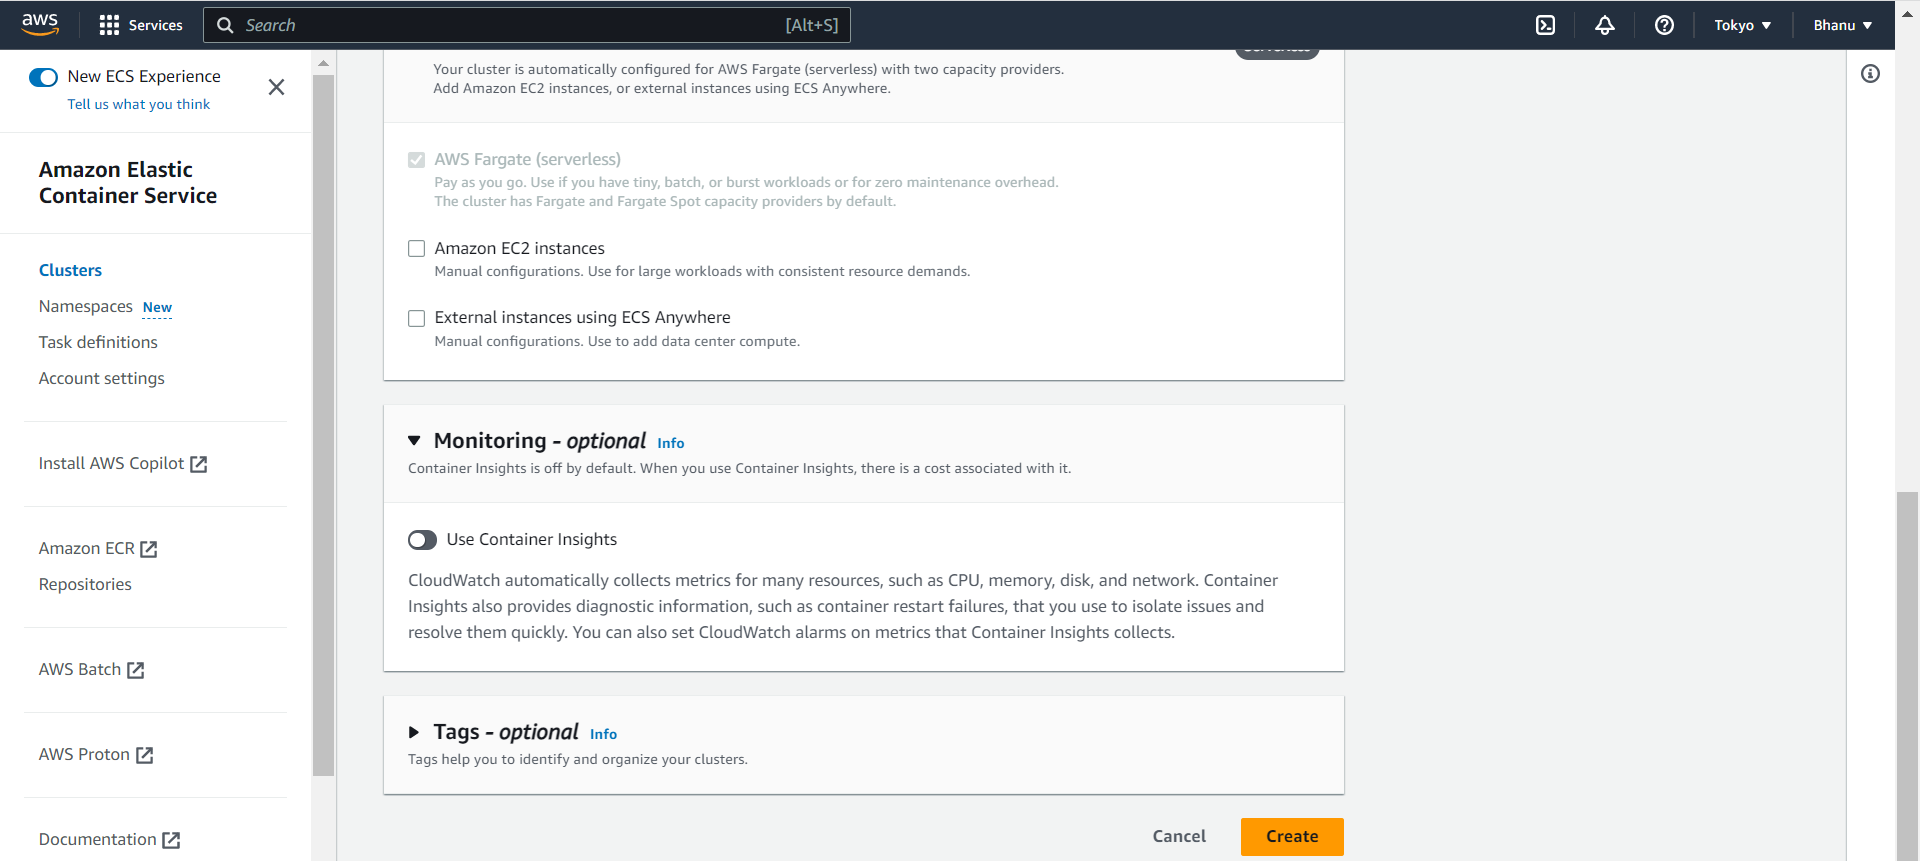 aws
Services
Search
[Alt+S]
Tokyo
Bhanu
New ECS Experience
Tell us what you think
Amazon Elastic
Container Service
Clusters
Namespaces New
Task definitions
Account settings
Install AWS Copilot
Amazon ECR
Repositories
AWS Batch
AWS Proton
Documentation
Serverless
Your cluster is automatically configured for AWS Fargate (serverless) with two capacity providers.
Add Amazon EC2 instances, or external instances using ECS Anywhere.
AWS Fargate (serverless)
Pay as you go. Use if you have tiny, batch, or burst workloads or for zero maintenance overhead.
The cluster has Fargate and Fargate Spot capacity providers by default.
Amazon EC2 instances
Manual configurations. Use for large workloads with consistent resource demands.
External instances using ECS Anywhere
Manual configurations. Use to add data center compute.
Monitoring - optional Info
Container Insights is off by default. When you use Container Insights, there is a cost associated with it.
Use Container Insights
CloudWatch automatically collects metrics for many resources, such as CPU, memory, disk, and network. Container
Insights also provides diagnostic information, such as container restart failures, that you use to isolate issues and
resolve them quickly. You can also set CloudWatch alarms on metrics that Container Insights collects.
Tags - optional Info
Tags help you to identify and organize your clusters.
Cancel
Create